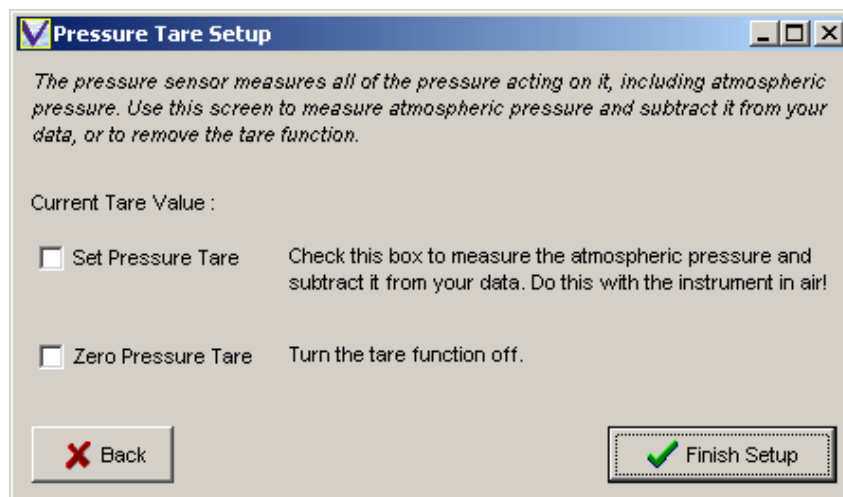 Pressure Tare Setup
The pressure sensor measures all of the pressure acting on it, including atmospheric
pressure. Use this screen to measure atmospheric pressure and subtract it from your
data, or to remove the tare function.
Current Tare Value :
Set Pressure Tare
Check this box to measure the atmospheric pressure and
subtract it from your data. Do this with the instrument in air!
Zero Pressure Tare
Turn the tare function off.
Back
Finish Setup